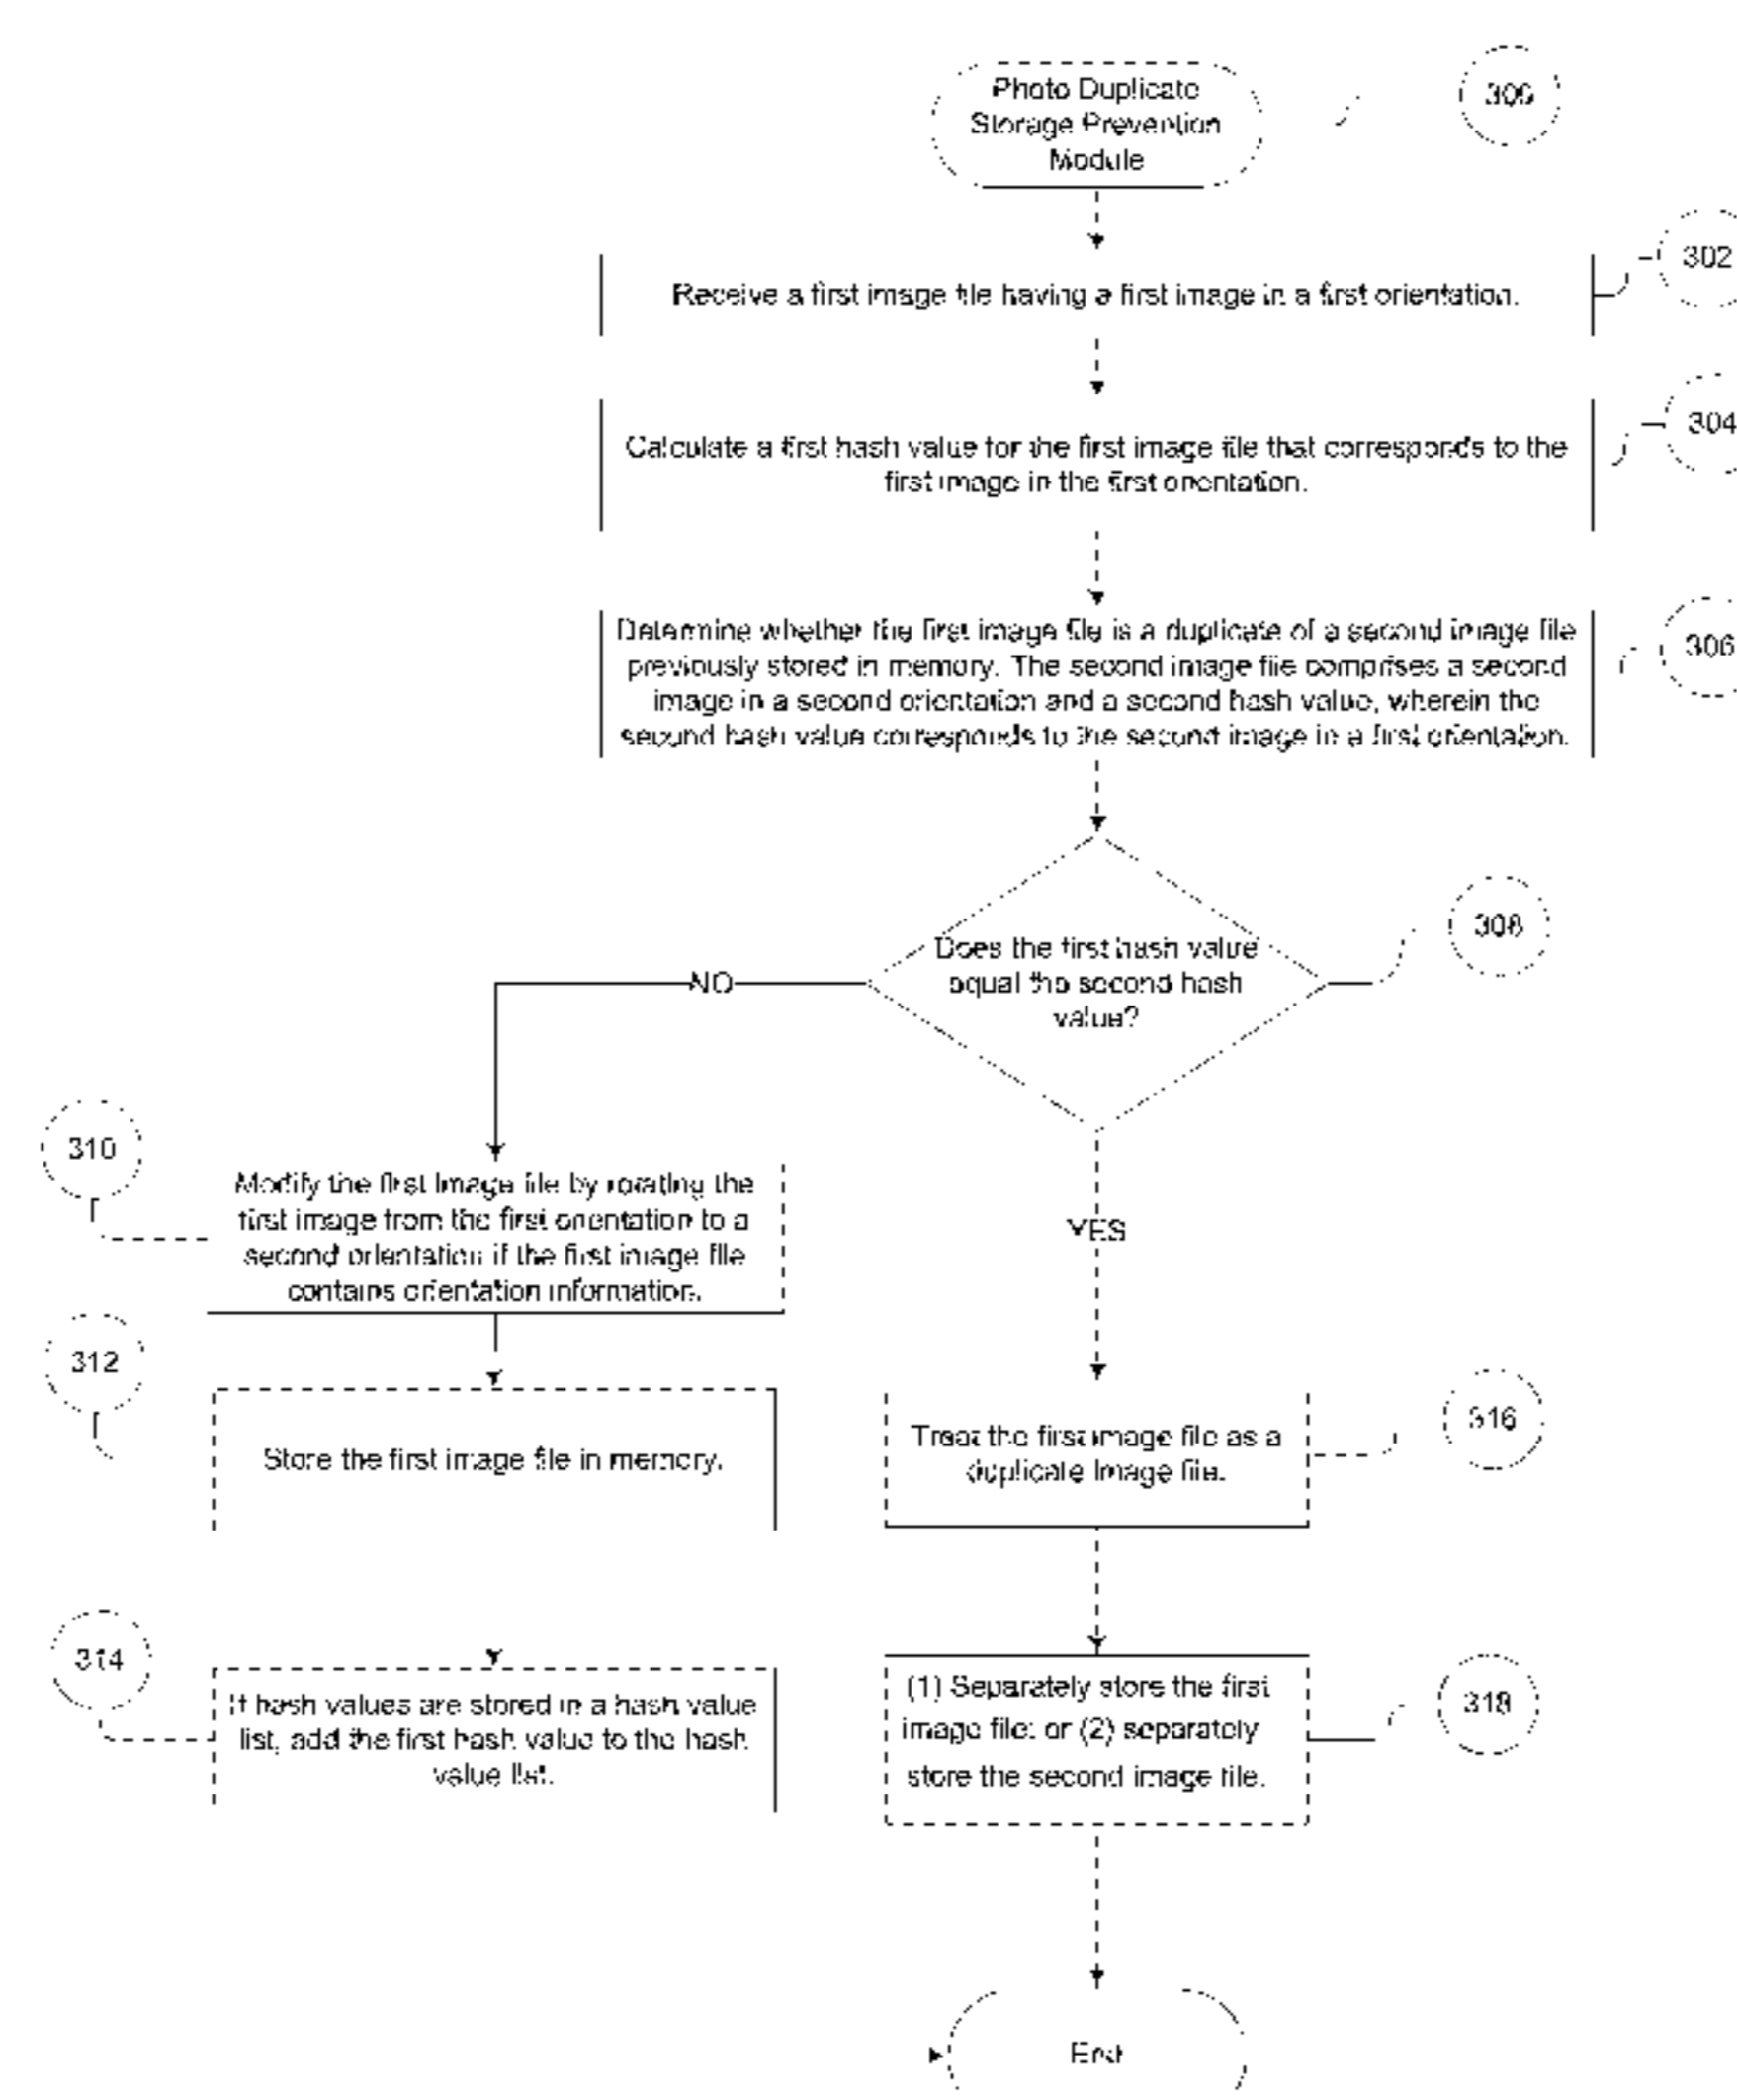 Photo Duplicate
Storage Prevention
Module
300
Receive a first image file having a first image in a first orientation.
302
Calculate a first hash value for the first image file that corresponds to the
first image in the first orientation.
304
Determine whether the first image file is a duplicate of a second image file
previously stored in memory. The second image file comprises a second
image in a second orientation and a second hash value, wherein the
second hash value corresponds to the second image in a first orientation.
306
Does the first hash value
equal the second hash
value?
308
NO
310
Modify the first image file by rotating the
first image from the first orientation to a
second orientation if the first image file
contains orientation information.
YES
312
Store the first image file in memory.
Treat the first image file as a
duplicate image file.
316
314
If hash values are stored in a hash value
list, add the first hash value to the hash
value list.
(1) Separately store the first
image file; or (2) separately
store the second image file.
318
End